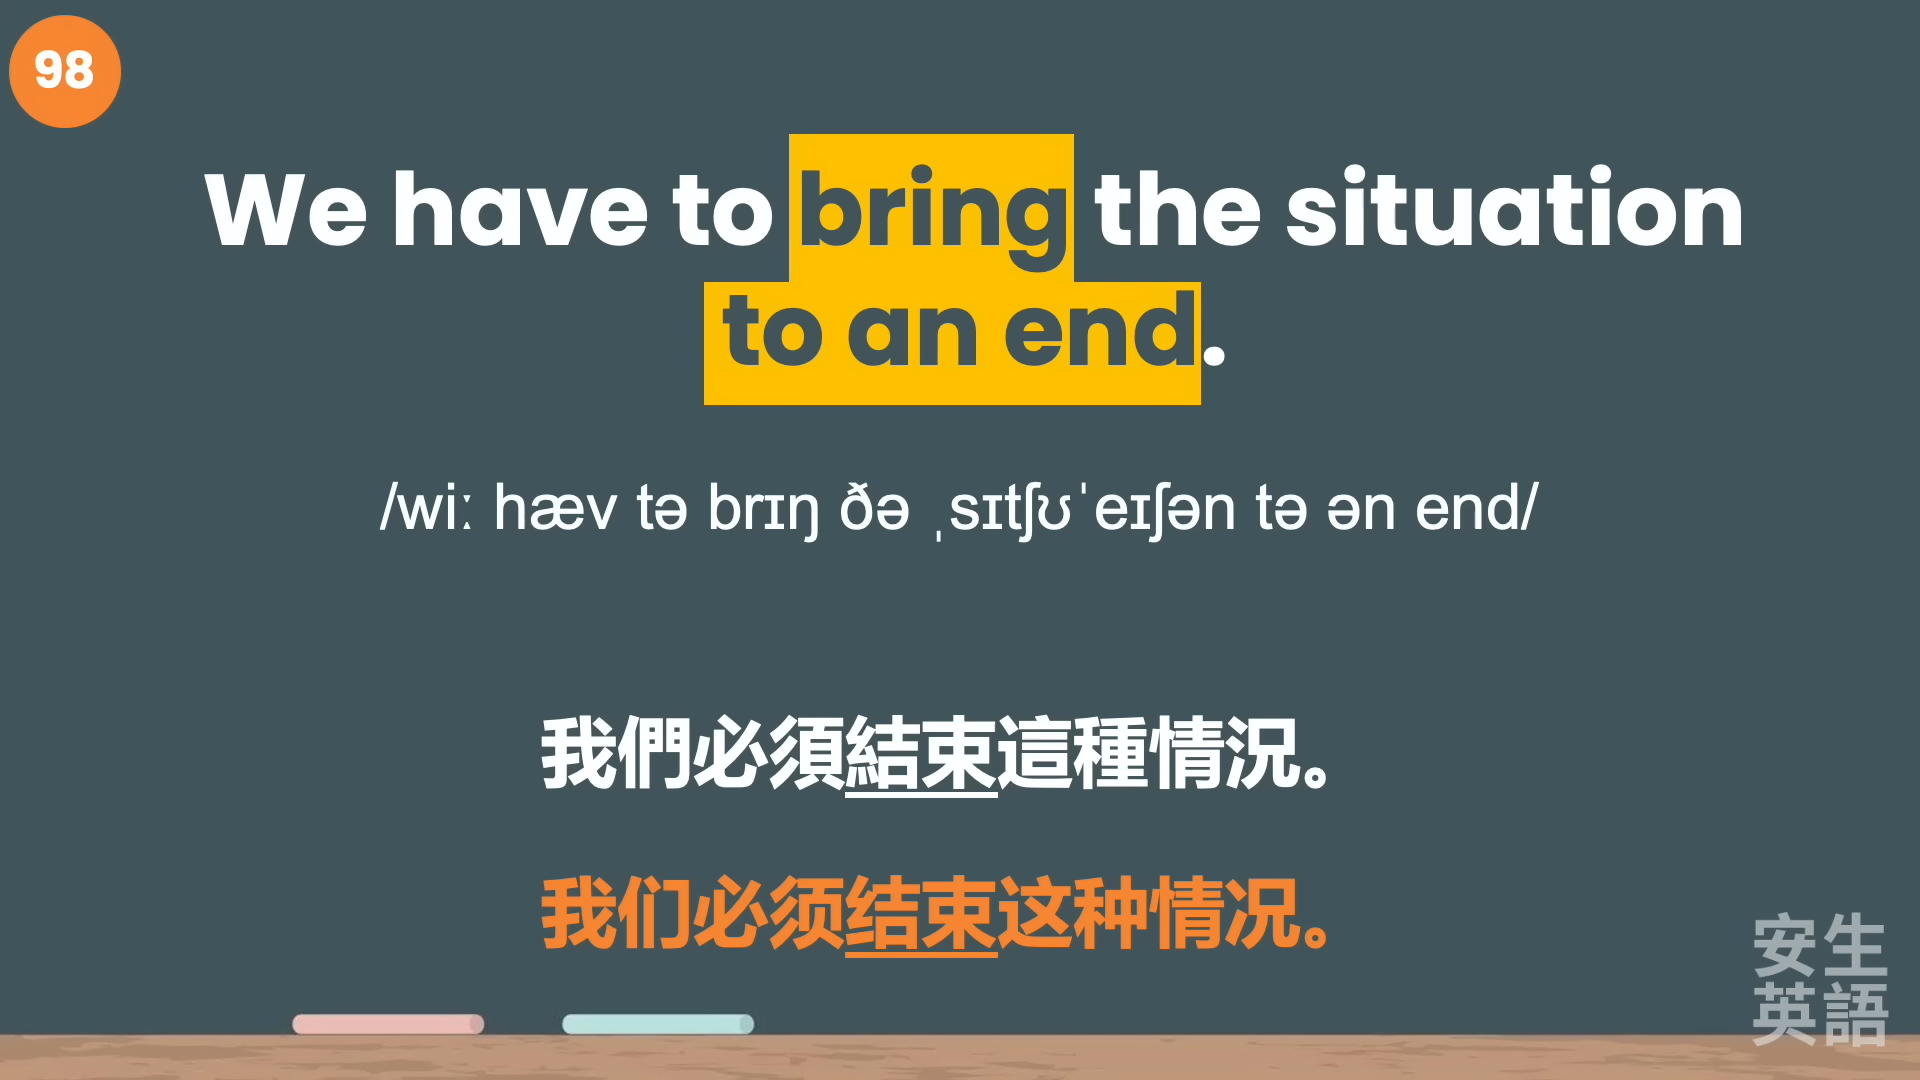 98
We have to bring the situation
to an end.
/wiː hæv tə brɪŋ ðə ˌsɪtʃʊˈeɪʃən tə ən end/
我們必須結束這種情況。
我们必须结束这种情况。
安生
英語